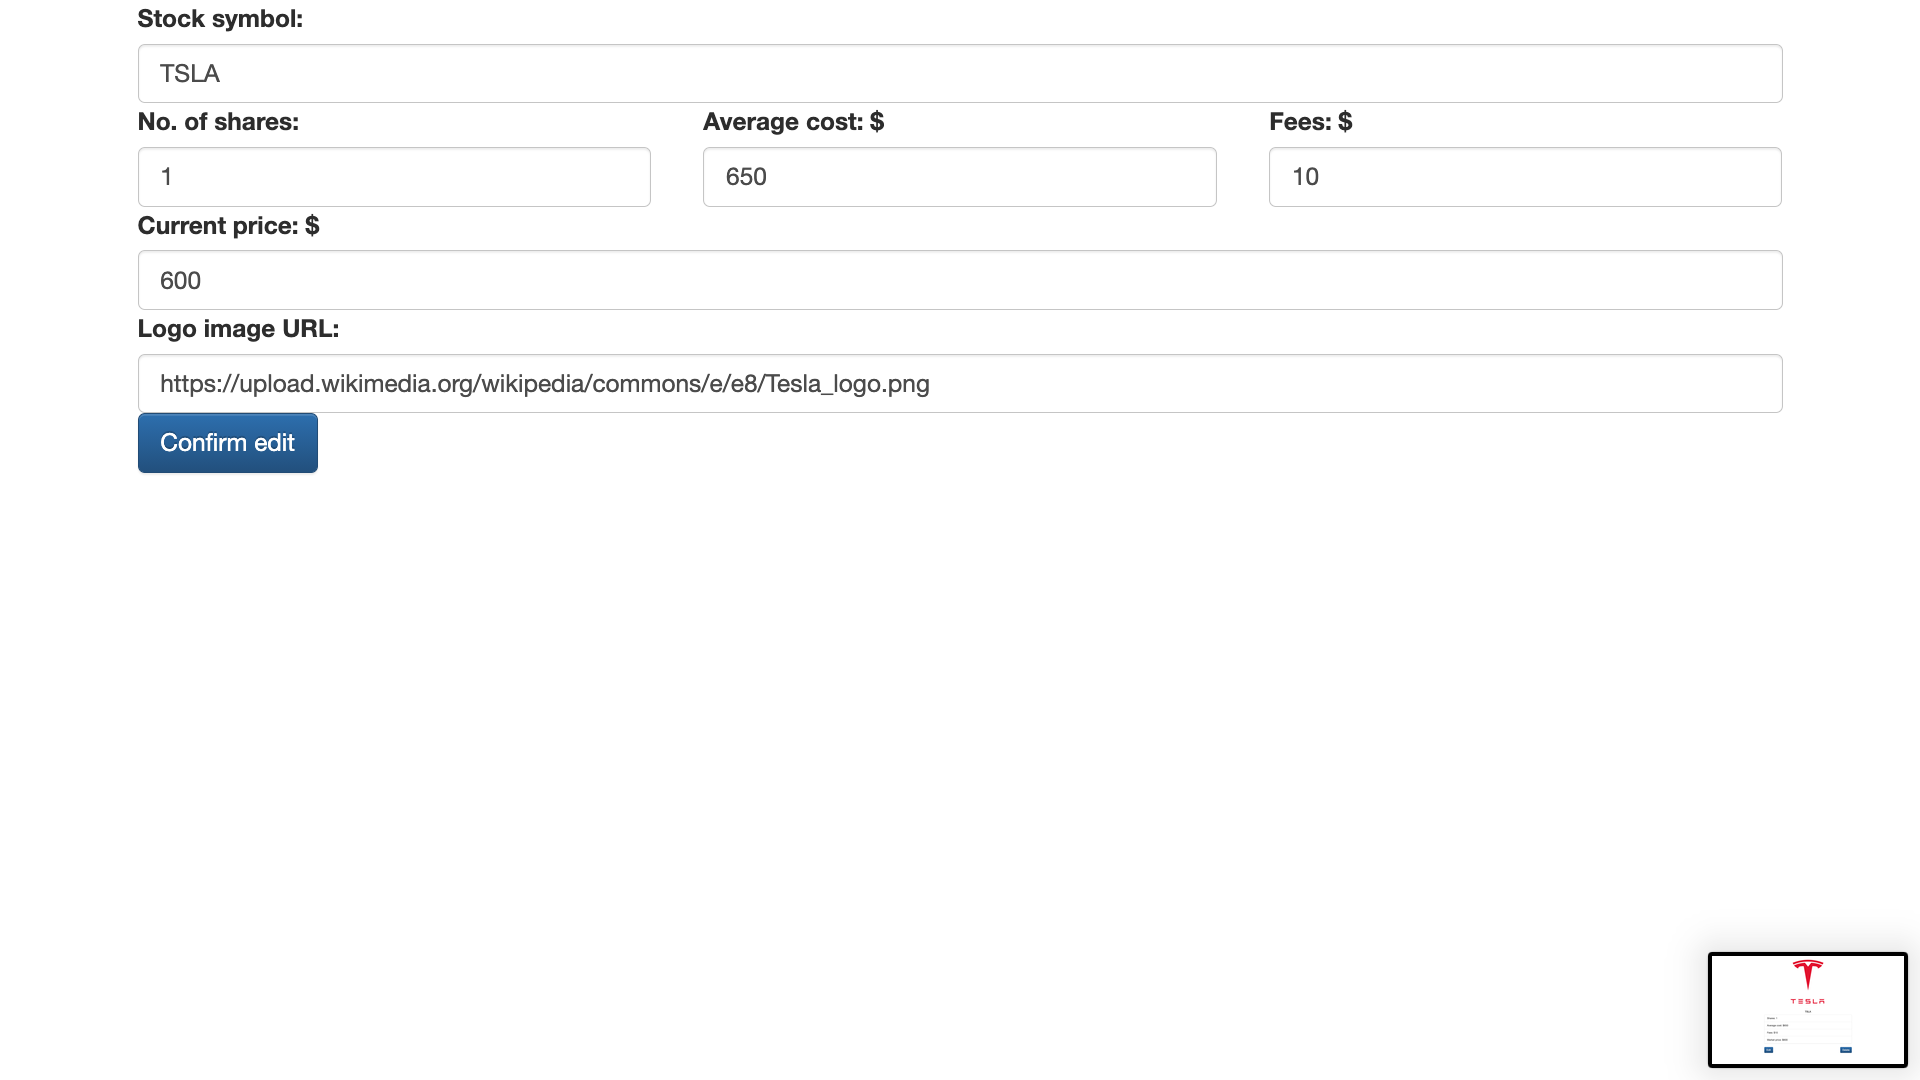 Stock symbol:
TSLA
No. of shares: Average cost: $ Fees: $
1 650 10
Current price: $
600
Logo image URL:
https://upload.wikimedia.org/wikipedia/commons/e/e8/Tesla_logo.png
Confirm edit
TESLA